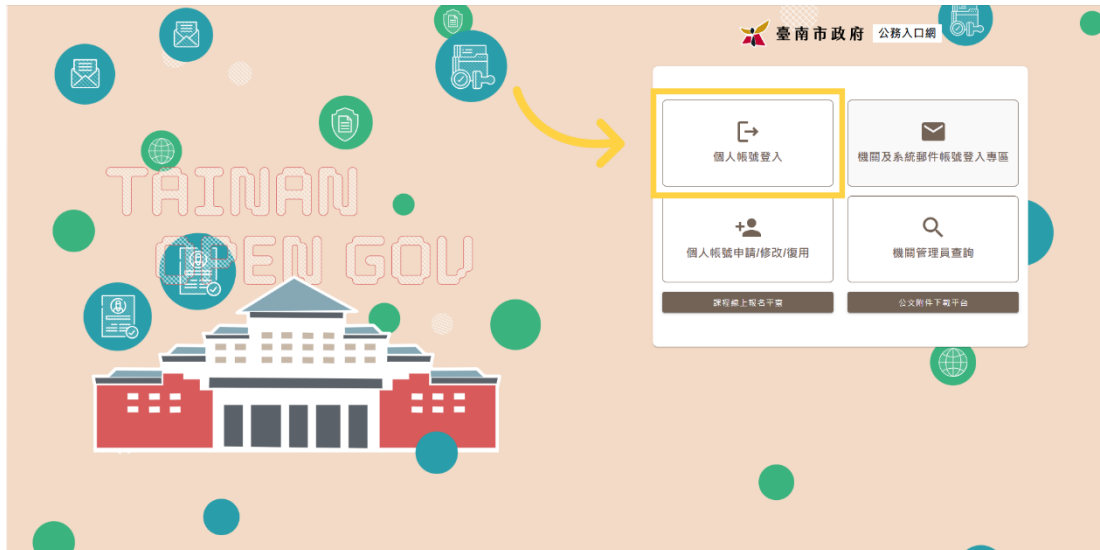 臺南市政府 公務入口網
個人帳號登入
機關及系統郵件帳號登入專區
個人帳號申請/修改/復用
機關管理員查詢
課程線上報名平臺
公文附件下載平台
TAINAN
OPEN GOV